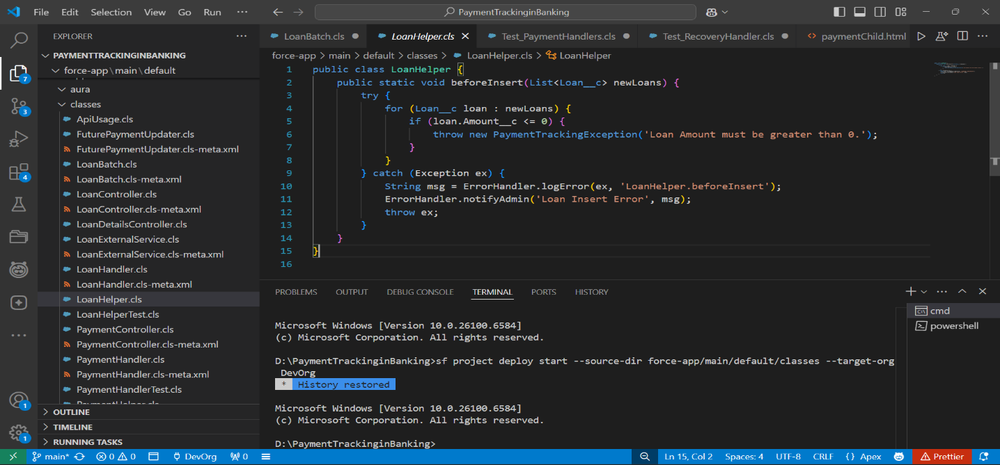 File Edit Selection View Go Run ··· PaymentTrackinginBanking
EXPLORER ···
PAYMENTTRACKINGINBANKING
force-app\main\default
aura
classes
ApiUsage.cls
FuturePaymentUpdater.cls
FuturePaymentUpdater.cls-meta.xml
LoanBatch.cls
LoanBatch.cls-meta.xml
LoanController.cls
LoanController.cls-meta.xml
LoanDetailsController.cls
LoanExternalService.cls
LoanExternalService.cls-meta.xml
LoanHandler.cls
LoanHandler.cls-meta.xml
LoanHelper.cls
LoanHelperTest.cls
PaymentController.cls
PaymentController.cls-meta.xml
PaymentHandler.cls
PaymentHandler.cls-meta.xml
PaymentHandlerTest.cls
PaymentHelper.cls
OUTLINE
TIMELINE
RUNNING TASKS
7
3
4
1
1
LoanBatch.cls LoanHelper.cls Test_PaymentHandlers.cls Test_RecoveryHandler.cls paymentChild.html ···
force-app > main > default > classes > LoanHelper.cls > LoanHelper
1 public class LoanHelper {
2 public static void beforeInsert(List<Loan__c> newLoans) {
3 try {
4 for (Loan__c loan : newLoans) {
5 if (loan.Amount__c <= 0) {
6 throw new PaymentTrackingException('Loan Amount must be greater than 0.');
7 }
8 }
9 } catch (Exception ex) {
10 String msg = ErrorHandler.logError(ex, 'LoanHelper.beforeInsert');
11 ErrorHandler.notifyAdmin('Loan Insert Error', msg);
12 throw ex;
13 }
14 }
15 }
16
PROBLEMS OUTPUT DEBUG CONSOLE TERMINAL PORTS HISTORY
Microsoft Windows [Version 10.0.26100.6584]
(c) Microsoft Corporation. All rights reserved.
D:\PaymentTrackinginBanking>sf project deploy start --source-dir force-app/main/default/classes --target-org
DevOrg
* History restored
Microsoft Windows [Version 10.0.26100.6584]
(c) Microsoft Corporation. All rights reserved.
D:\PaymentTrackinginBanking>
cmd
powershell
main* 0 0 DevOrg 0 Ln 15, Col 2 Spaces: 4 UTF-8 CRLF {} Apex Prettier